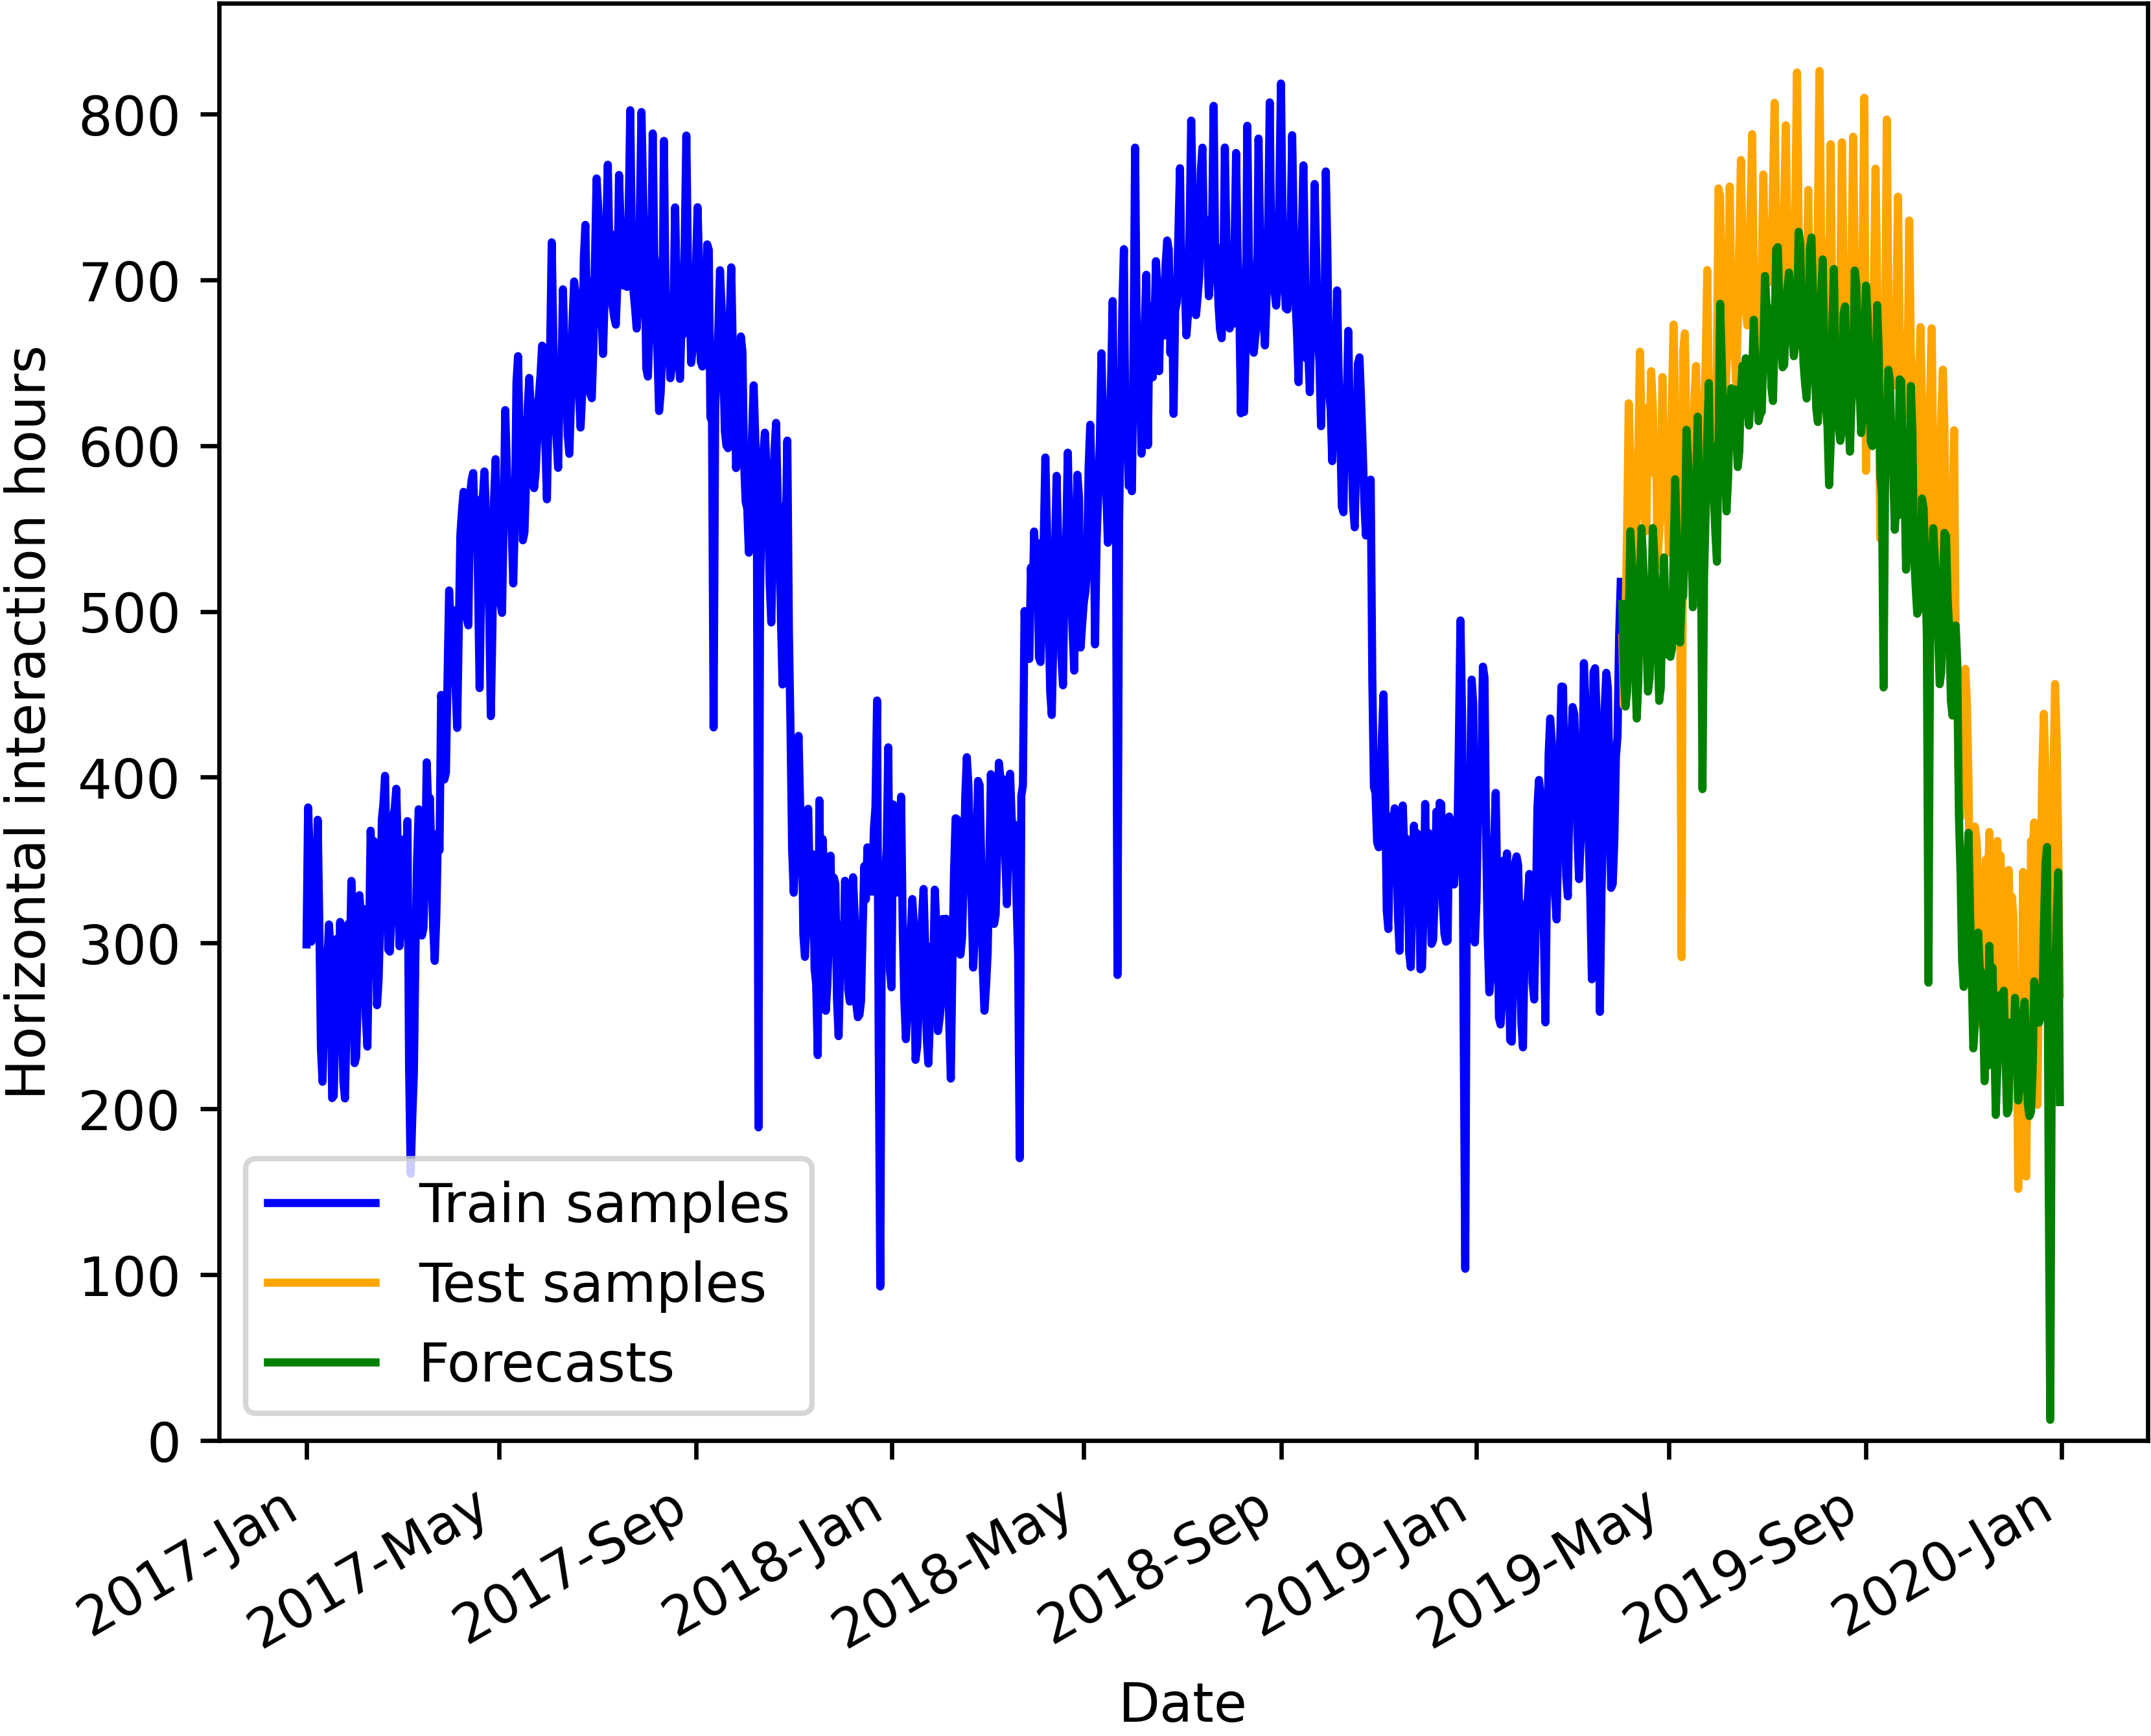 Horizontal interaction hours
800
700
600
500
400
300
200
100
0
Train samples
Test samples
Forecasts
2017-Jan
2017-May
2017-Sep
2018-Jan
2018-May
2018-Sep
2019-Jan
2019-May
2019-Sep
2020-Jan
Date